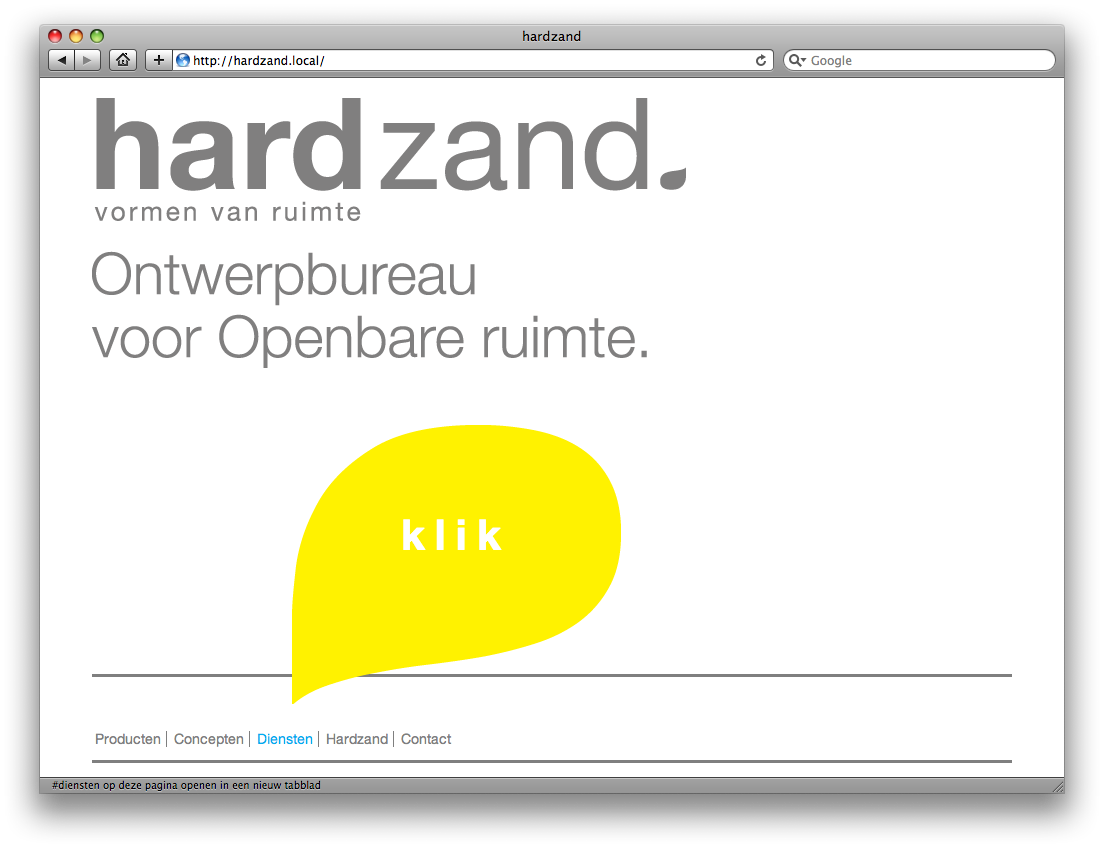 hardzand
http://hardzand.local/
Google
hardzand.
vormen van ruimte
Ontwerpbureau
voor Openbare ruimte.
klik
Producten | Concepten | Diensten | Hardzand | Contact
#diensten op deze pagina openen in een nieuw tabblad